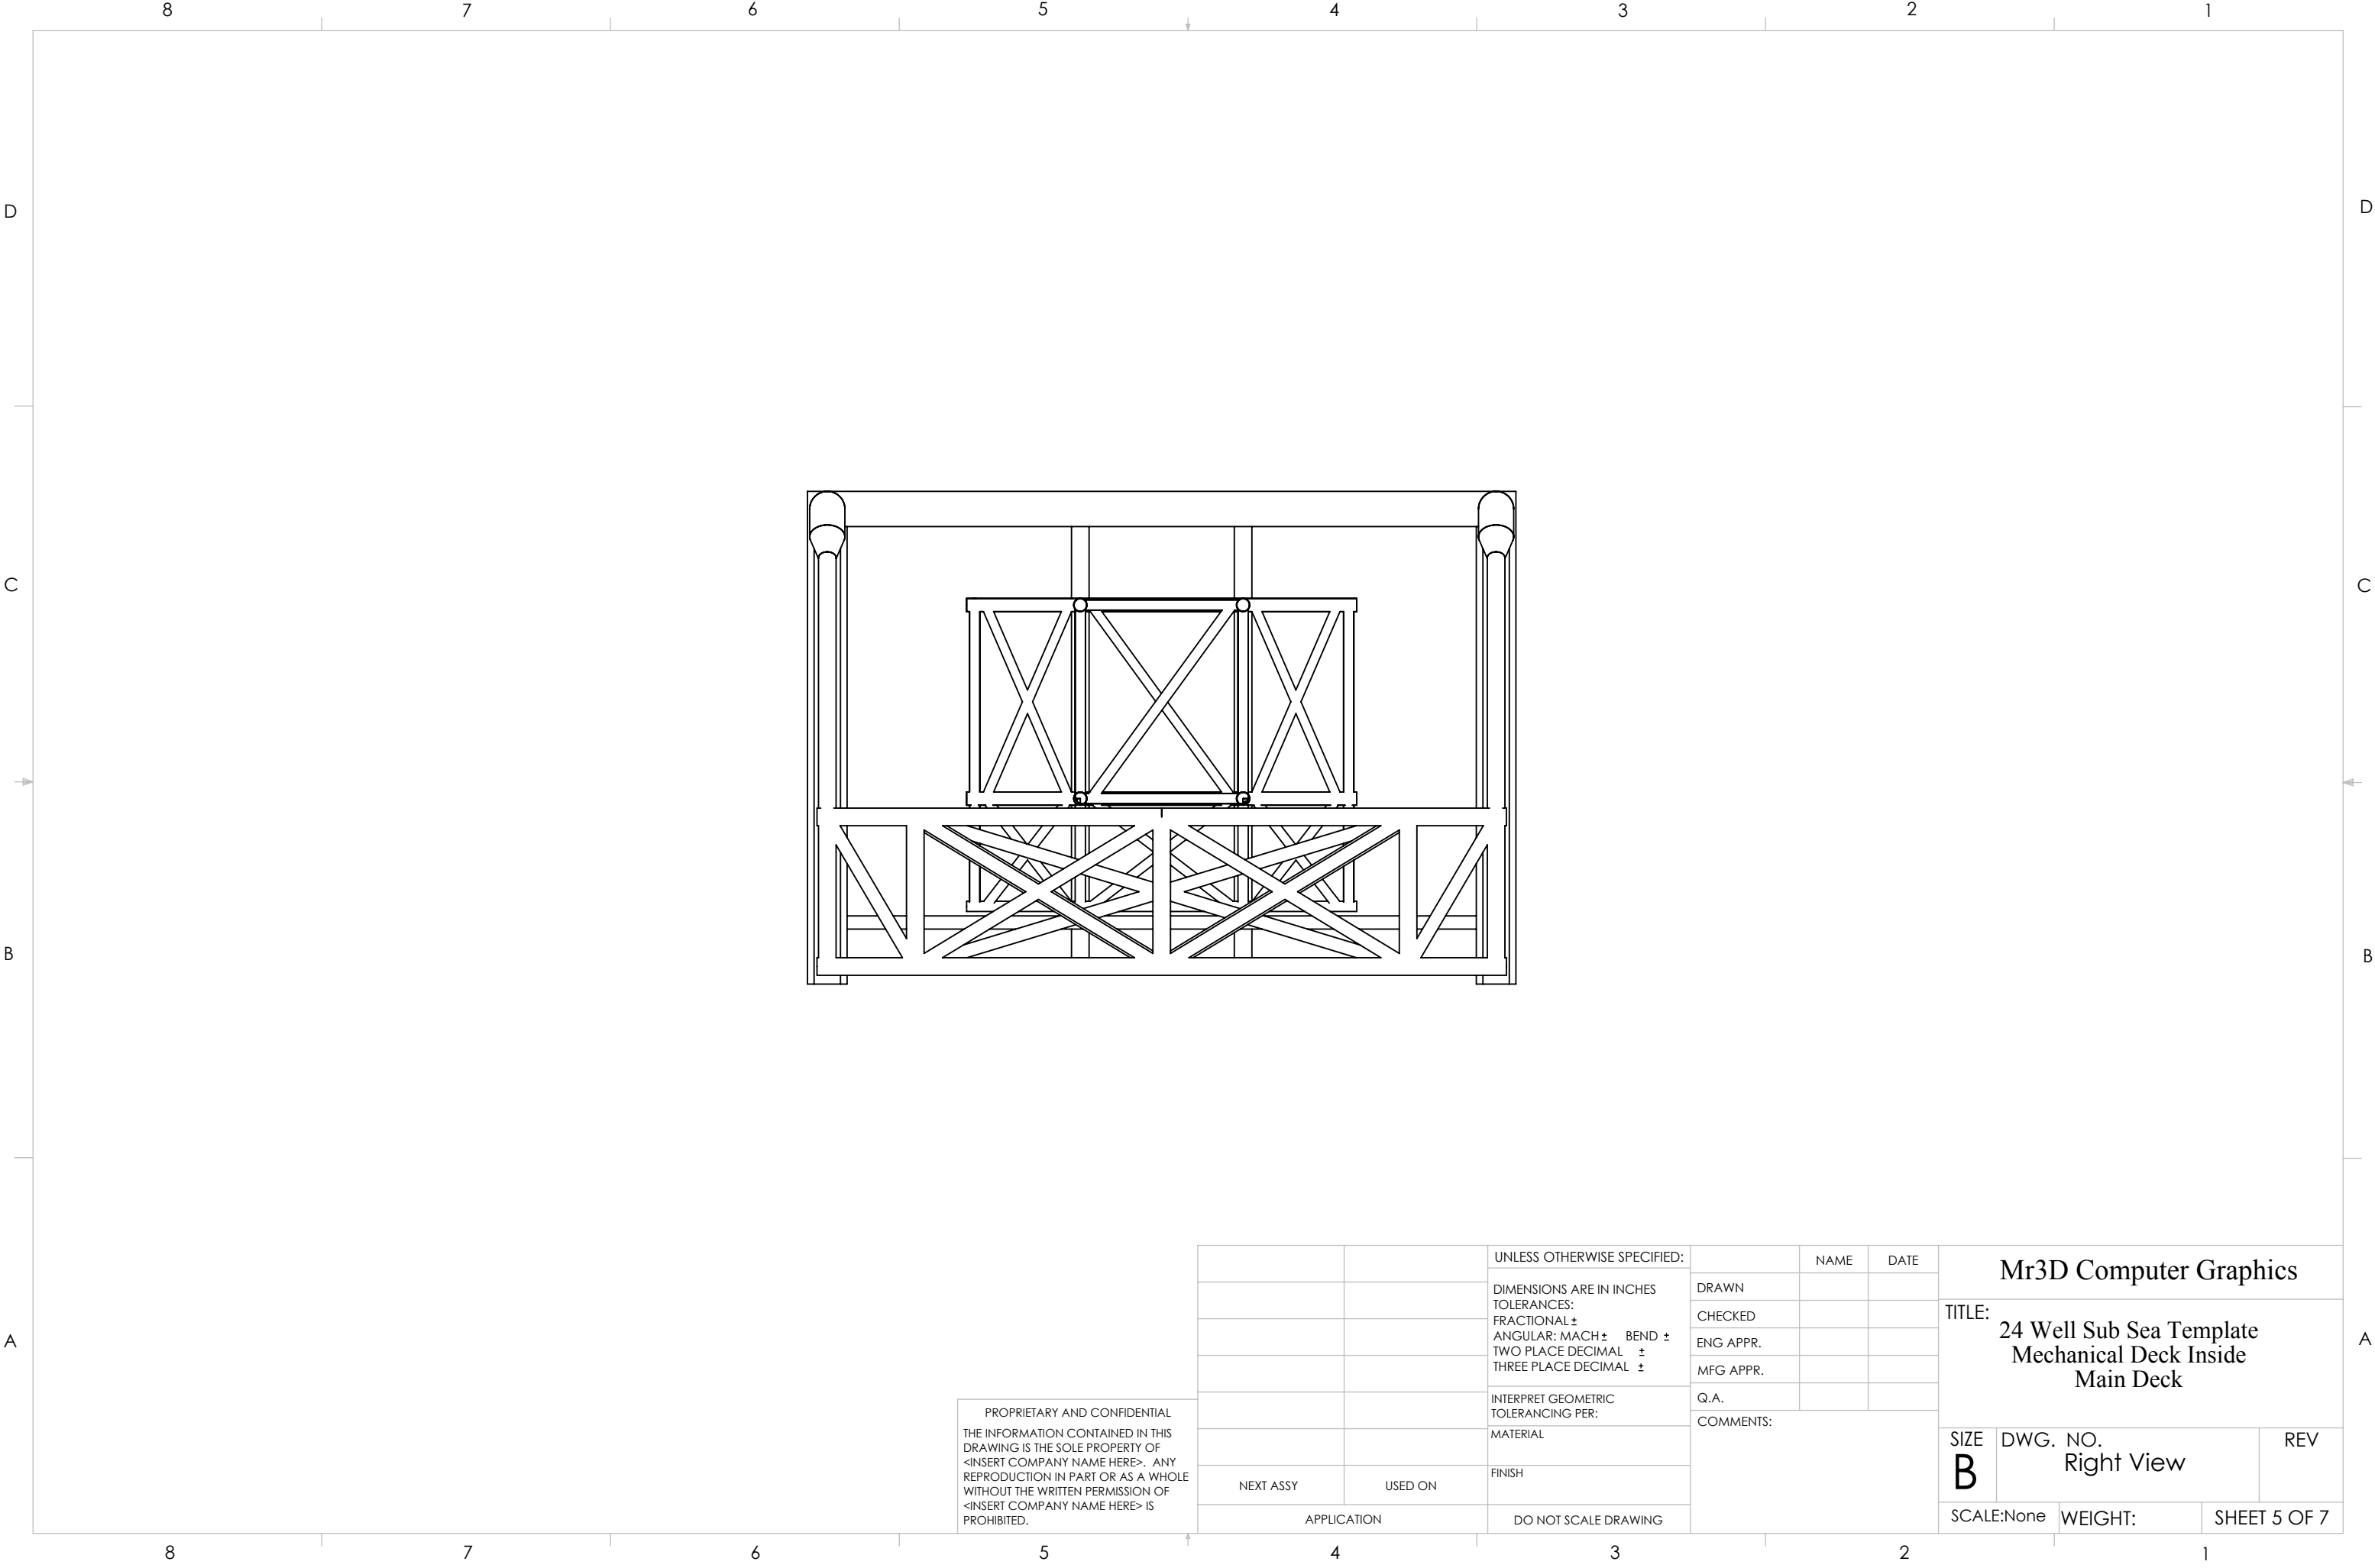 8 7 6 5 4 3 2 1
D D
C C
B B
A A
PROPRIETARY AND CONFIDENTIAL
THE INFORMATION CONTAINED IN THIS
DRAWING IS THE SOLE PROPERTY OF
<INSERT COMPANY NAME HERE>. ANY
REPRODUCTION IN PART OR AS A WHOLE
WITHOUT THE WRITTEN PERMISSION OF
<INSERT COMPANY NAME HERE> IS
PROHIBITED.
NEXT ASSY USED ON
APPLICATION
UNLESS OTHERWISE SPECIFIED:
DIMENSIONS ARE IN INCHES
TOLERANCES:
FRACTIONAL ±
ANGULAR: MACH ± BEND ±
TWO PLACE DECIMAL ±
THREE PLACE DECIMAL ±
INTERPRET GEOMETRIC
TOLERANCING PER:
MATERIAL
FINISH
DO NOT SCALE DRAWING
NAME DATE
DRAWN
CHECKED
ENG APPR.
MFG APPR.
Q.A.
COMMENTS:
Mr3D Computer Graphics
TITLE:
24 Well Sub Sea Template
Mechanical Deck Inside
Main Deck
SIZE DWG. NO. REV
B Right View
SCALE:None WEIGHT: SHEET 5 OF 7
8 7 6 5 4 3 2 1